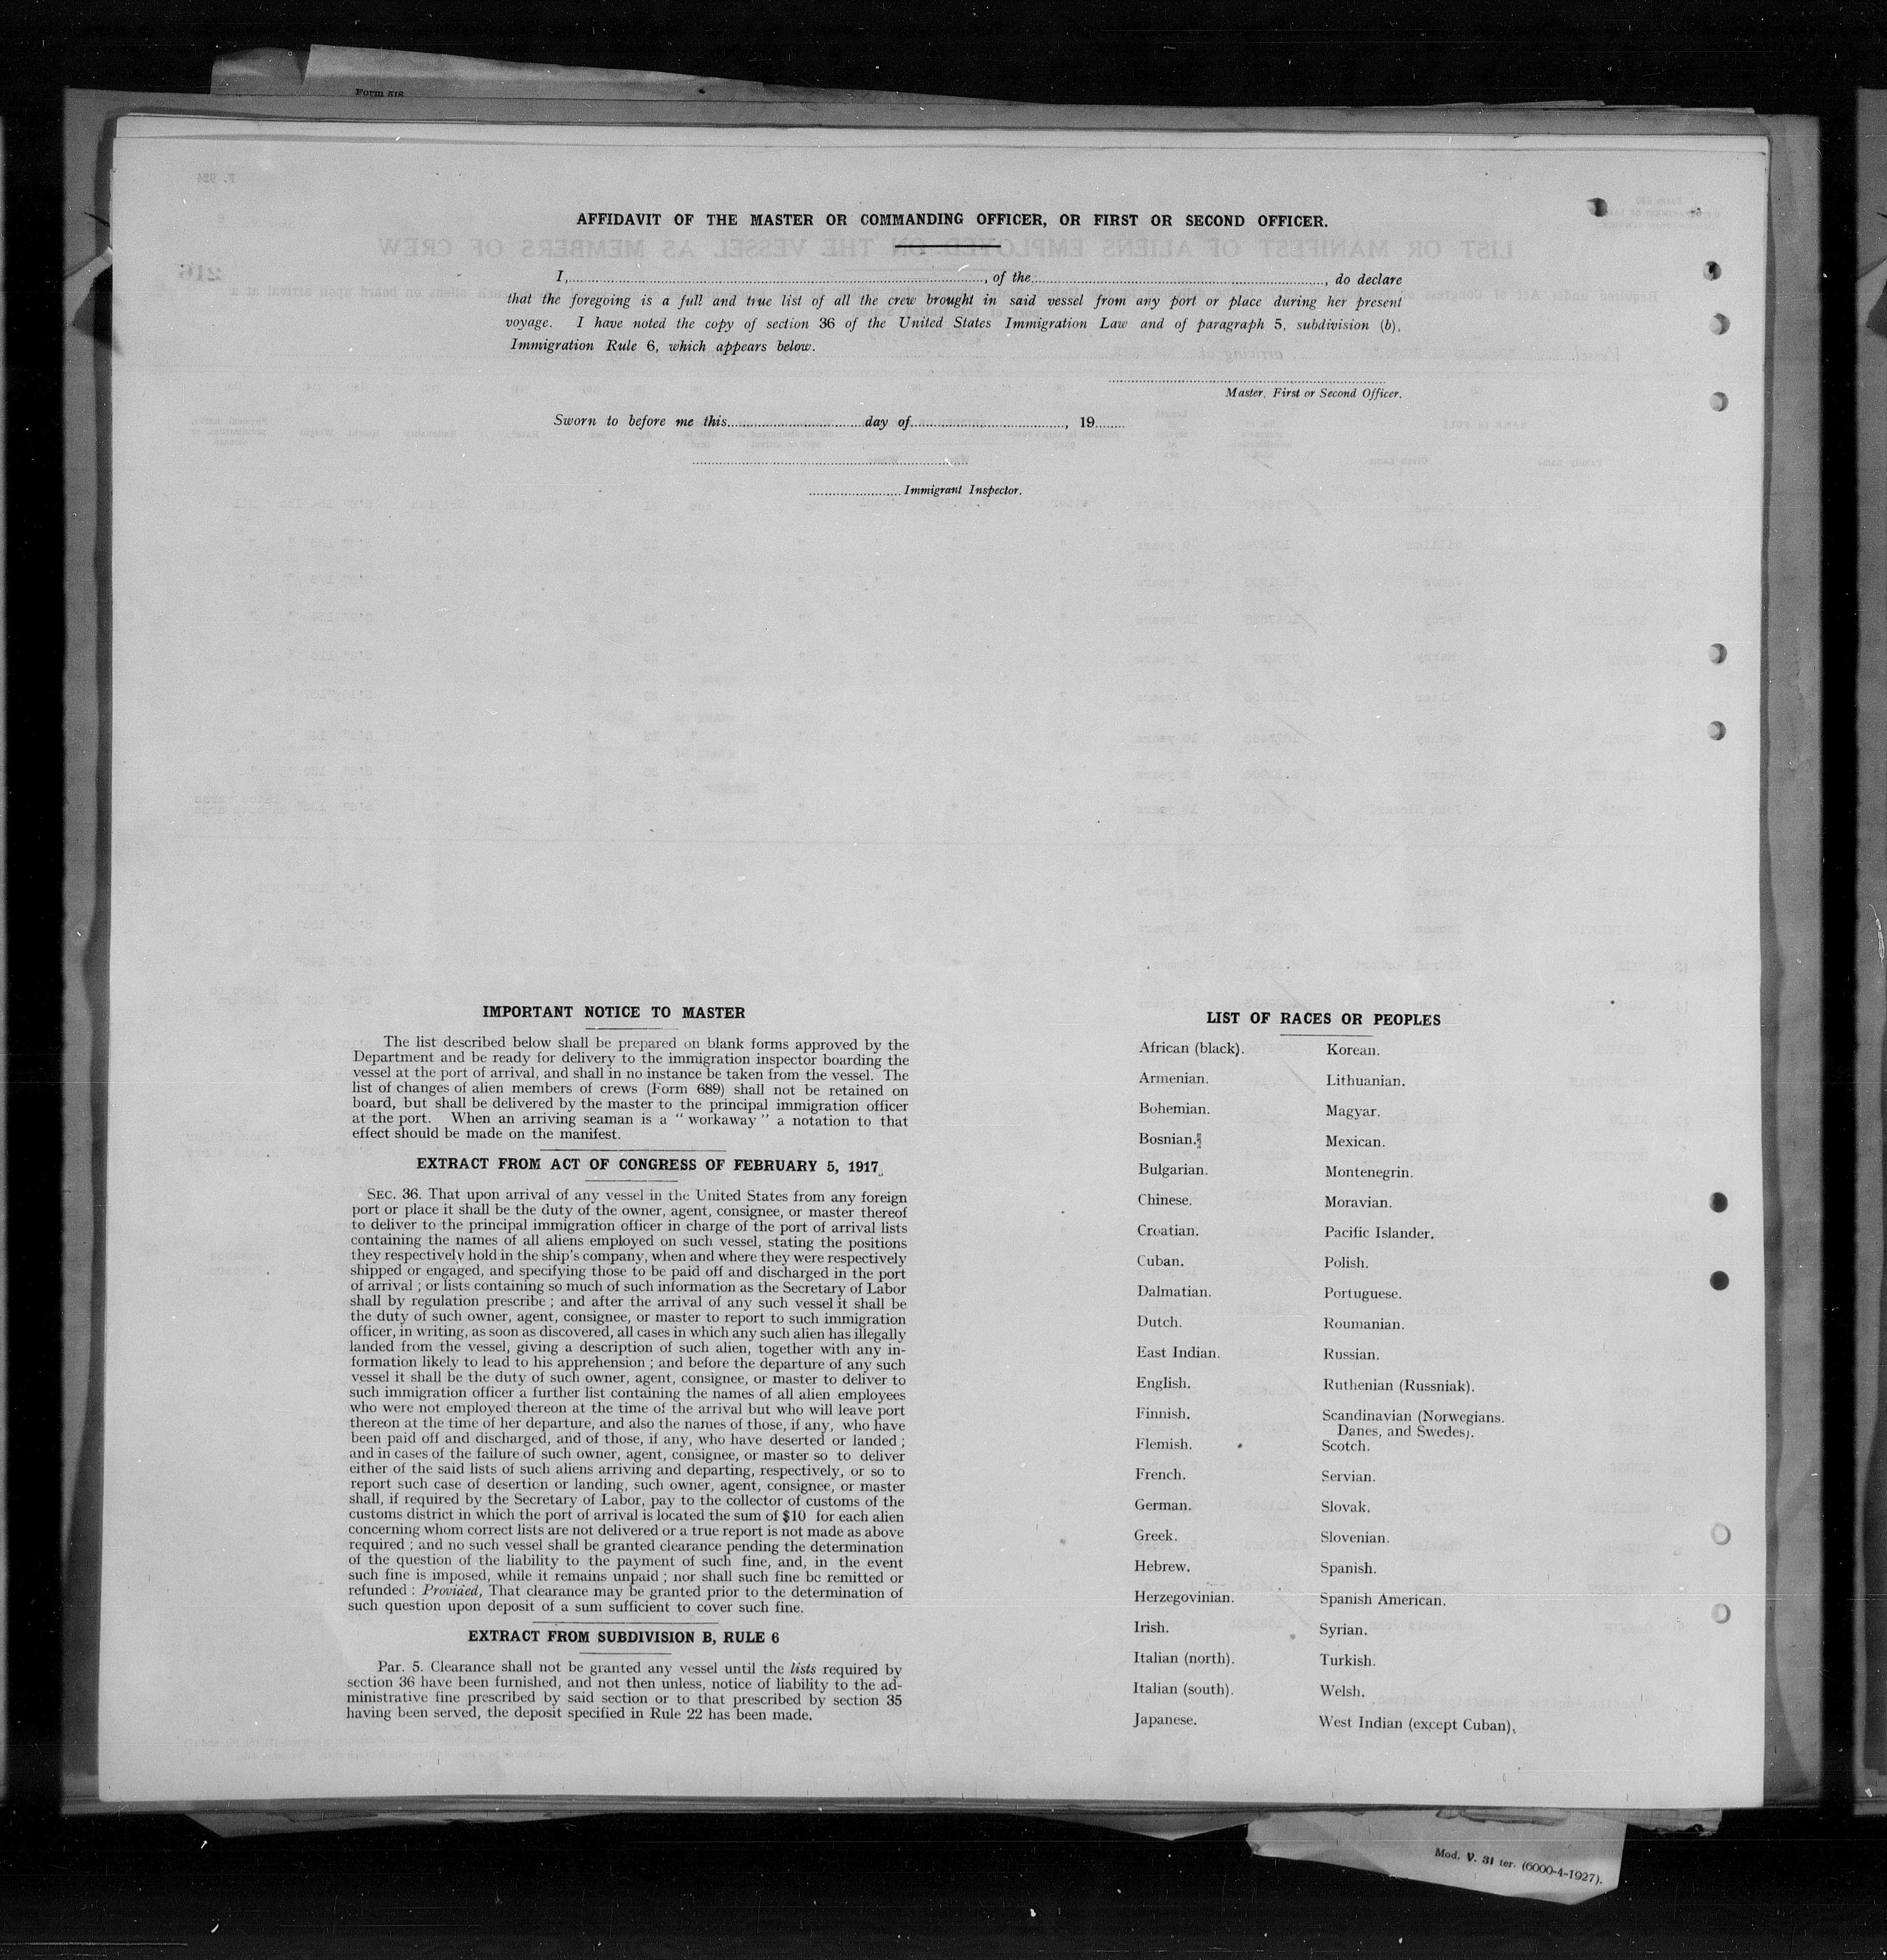 Form 518
AFFIDAVIT OF THE MASTER OR COMMANDING OFFICER, OR FIRST OR SECOND OFFICER.
I,........, of the........, do declare
that the foregoing is a full and true list of all the crew brought in said vessel from any port or place during her present
voyage. I have noted the copy of section 36 of the United States Immigration Law and of paragraph 5, subdivision (b),
Immigration Rule 6, which appears below.
Master, First or Second Officer.
Sworn to before me this........day of........, 19......
........Immigrant Inspector.
IMPORTANT NOTICE TO MASTER
The list described below shall be prepared on blank forms approved by the
Department and be ready for delivery to the immigration inspector boarding the
vessel at the port of arrival, and shall in no instance be taken from the vessel. The
list of changes of alien members of crews (Form 689) shall not be retained on
board, but shall be delivered by the master to the principal immigration officer
at the port. When an arriving seaman is a " workaway " a notation to that
effect should be made on the manifest.
EXTRACT FROM ACT OF CONGRESS OF FEBRUARY 5, 1917
SEC. 36. That upon arrival of any vessel in the United States from any foreign
port or place it shall be the duty of the owner, agent, consignee, or master thereof
to deliver to the principal immigration officer in charge of the port of arrival lists
containing the names of all aliens employed on such vessel, stating the positions
they respectively hold in the ship's company, when and where they were respectively
shipped or engaged, and specifying those to be paid off and discharged in the port
of arrival ; or lists containing so much of such information as the Secretary of Labor
shall by regulation prescribe ; and after the arrival of any such vessel it shall be
the duty of such owner, agent, consignee, or master to report to such immigration
officer, in writing, as soon as discovered, all cases in which any such alien has illegally
landed from the vessel, giving a description of such alien, together with any in-
formation likely to lead to his apprehension ; and before the departure of any such
vessel it shall be the duty of such owner, agent, consignee, or master to deliver to
such immigration officer a further list containing the names of all alien employees
who were not employed thereon at the time of the arrival but who will leave port
thereon at the time of her departure, and also the names of those, if any, who have
been paid off and discharged, and of those, if any, who have deserted or landed ;
and in cases of the failure of such owner, agent, consignee, or master so to deliver
either of the said lists of such aliens arriving and departing, respectively, or so to
report such case of desertion or landing, such owner, agent, consignee, or master
shall, if required by the Secretary of Labor, pay to the collector of customs of the
customs district in which the port of arrival is located the sum of $10 for each alien
concerning whom correct lists are not delivered or a true report is not made as above
required ; and no such vessel shall be granted clearance pending the determination
of the question of the liability to the payment of such fine, and, in the event
such fine is imposed, while it remains unpaid ; nor shall such fine be remitted or
refunded : Provided, That clearance may be granted prior to the determination of
such question upon deposit of a sum sufficient to cover such fine.
EXTRACT FROM SUBDIVISION B, RULE 6
Par. 5. Clearance shall not be granted any vessel until the lists required by
section 36 have been furnished, and not then unless, notice of liability to the ad-
ministrative fine prescribed by said section or to that prescribed by section 35
having been served, the deposit specified in Rule 22 has been made.
LIST OF RACES OR PEOPLES
African (black).
Armenian.
Bohemian.
Bosnian.
Bulgarian.
Chinese.
Croatian.
Cuban.
Dalmatian.
Dutch.
East Indian.
English.
Finnish.
Flemish.
French.
German.
Greek.
Hebrew.
Herzegovinian.
Irish.
Italian (north).
Italian (south).
Japanese.
Korean.
Lithuanian.
Magyar.
Mexican.
Montenegrin.
Moravian.
Pacific Islander.
Polish.
Portuguese.
Roumanian.
Russian.
Ruthenian (Russniak).
Scandinavian (Norwegians.
Danes, and Swedes).
Scotch.
Servian.
Slovak.
Slovenian.
Spanish.
Spanish American.
Syrian.
Turkish.
Welsh.
West Indian (except Cuban).
Mod. V. 31 ter. (6000-4-1927).